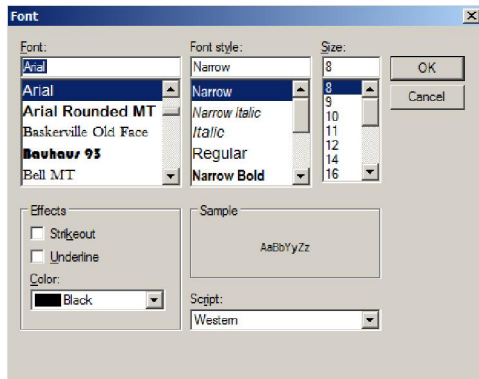 Font
Font:
Font style:
Size:
Arial
Narrow
8
OK
Cancel
Arial
Arial Rounded MT
Baskerville Old Face
Bauhaus 93
Bell MT
Narrow
Narrow Italic
Italic
Regular
Narrow Bold
8
9
10
11
12
14
16
Effects
Strikeout
Underline
Color:
Black
Sample
AaBbYyZz
Script:
Western